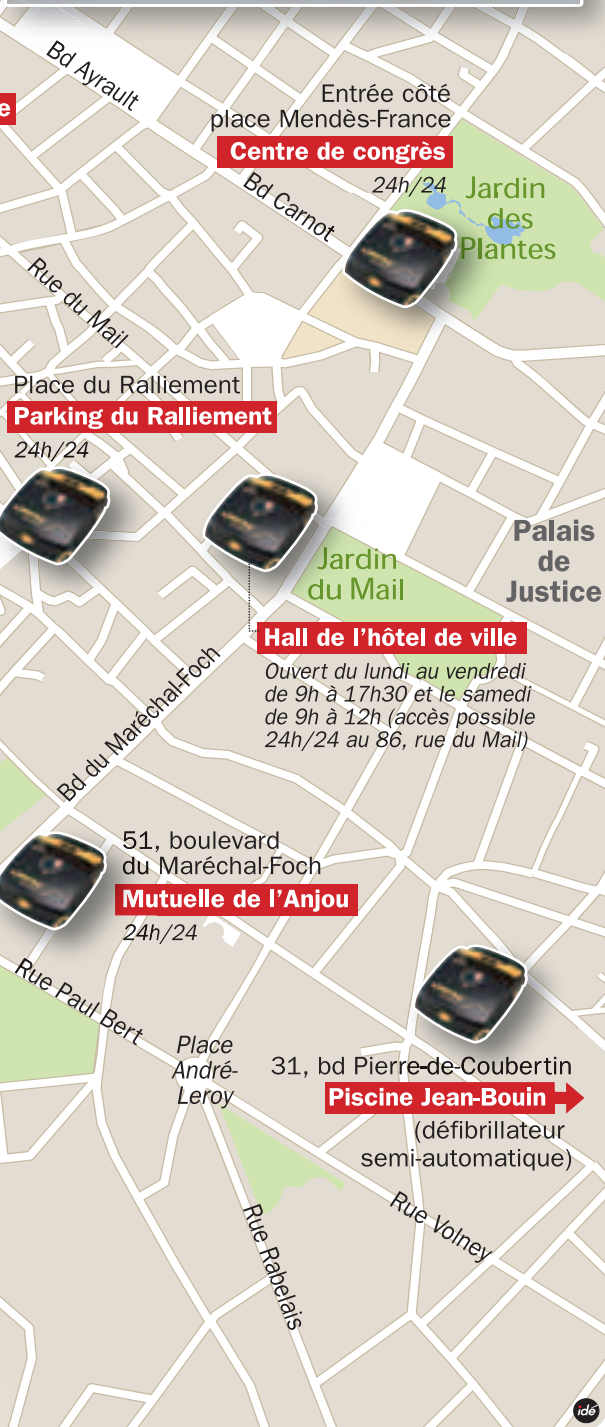 Bd Ayrault
Entrée côté
place Mendès-France
e
Centre de congrès
24h/24
Bd Carnot
Jardin
des
Plantes
Rue du Mail
Place du Ralliement
Parking du Ralliement
24h/24
Palais
de
Justice
Jardin
du Mail
Hall de l'hôtel de ville
Ouvert du lundi au vendredi
de 9h à 17h30 et le samedi
de 9h à 12h (accès possible
24h/24 au 86, rue du Mail)
Bd du Maréchal-Foch
51, boulevard
du Maréchal-Foch
Mutuelle de l'Anjou
24h/24
Rue Paul Bert
Place
André-
Leroy
31, bd Pierre-de-Coubertin
Piscine Jean-Bouin
(défibrillateur
semi-automatique)
Rue Volney
Rue Rabelais
idé